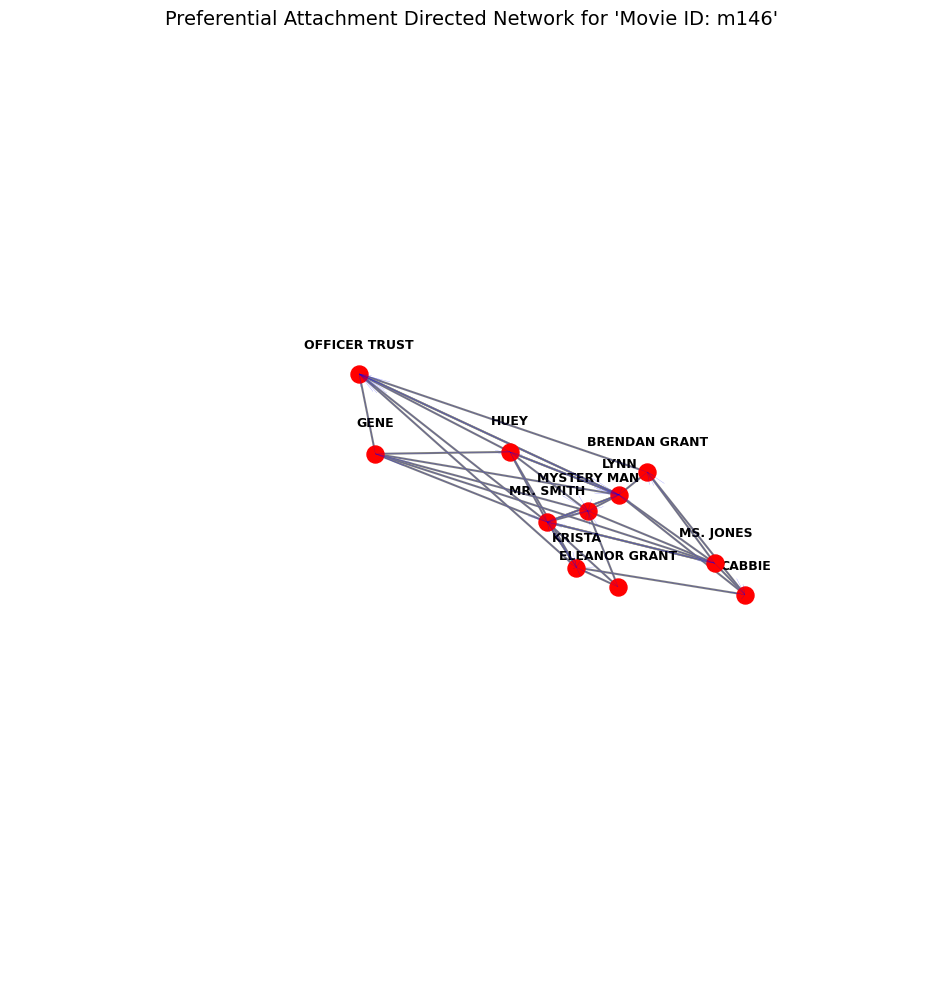 Preferential Attachment Directed Network for 'Movie ID: m146'
OFFICER TRUST
GENE
HUEY
BRENDAN GRANT
LYNN
MYSTERY MAN
MR. SMITH
MS. JONES
KRISTA
ELEANOR GRANT
CABBIE